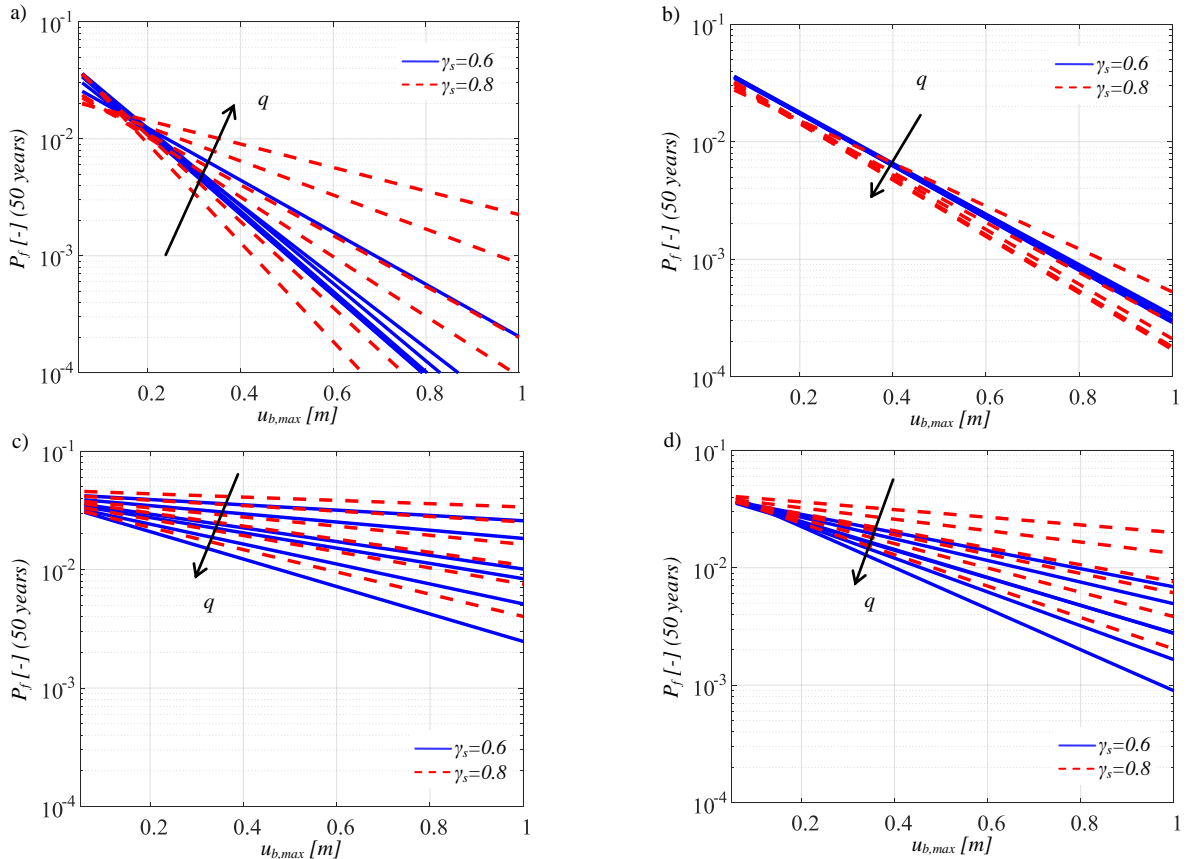 a)
10^-1
10^-2
10^-3
10^-4
P_f [-] (50 years)
γ_s=0.6
γ_s=0.8
q
0.2 0.4 0.6 0.8 1
u_b,max [m]
b)
10^-1
10^-2
10^-3
10^-4
P_f [-] (50 years)
γ_s=0.6
γ_s=0.8
q
0.2 0.4 0.6 0.8 1
u_b,max [m]
c)
10^-1
10^-2
10^-3
10^-4
P_f [-] (50 years)
q
γ_s=0.6
γ_s=0.8
0.2 0.4 0.6 0.8 1
u_b,max [m]
d)
10^-1
10^-2
10^-3
10^-4
P_f [-] (50 years)
q
γ_s=0.6
γ_s=0.8
0.2 0.4 0.6 0.8 1
u_b,max [m]